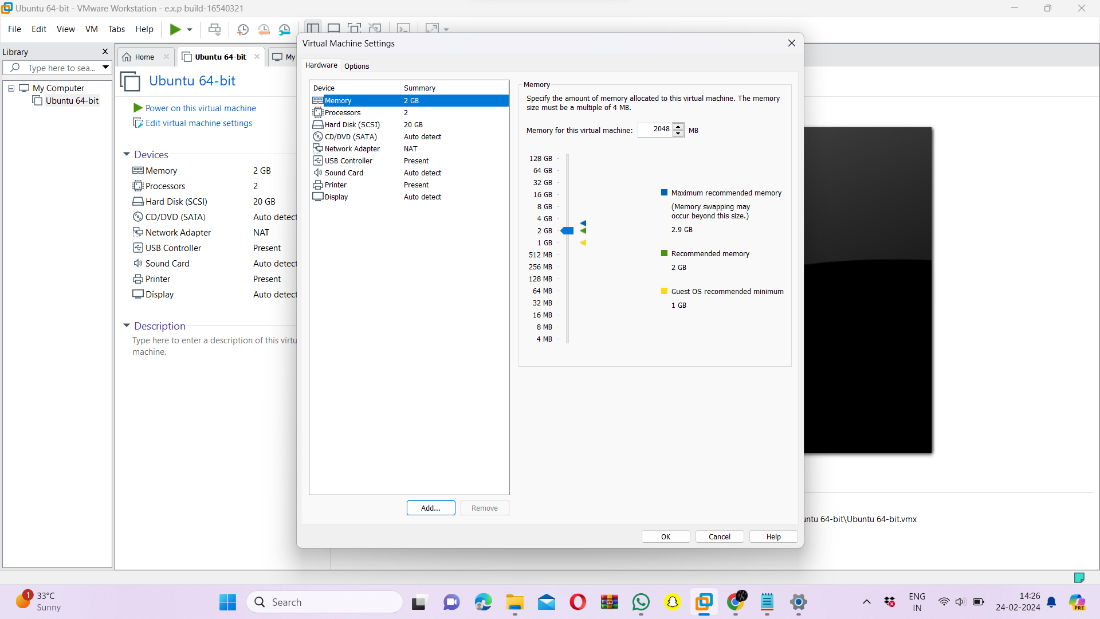 Ubuntu 64-bit - VMware Workstation - e.x.p build-16540321
File Edit View VM Tabs Help
Library
Type here to sea...
My Computer
Ubuntu 64-bit
Home
Ubuntu 64-bit
My
Ubuntu 64-bit
Power on this virtual machine
Edit virtual machine settings
Devices
Memory 2 GB
Processors 2
Hard Disk (SCSI) 20 GB
CD/DVD (SATA) Auto detect
Network Adapter NAT
USB Controller Present
Sound Card Auto detect
Printer Present
Display Auto detect
Description
Type here to enter a description of this virtu
machine.
Virtual Machine Settings
Hardware Options
Device Summary
Memory 2 GB
Processors 2
Hard Disk (SCSI) 20 GB
CD/DVD (SATA) Auto detect
Network Adapter NAT
USB Controller Present
Sound Card Auto detect
Printer Present
Display Auto detect
Add... Remove
Memory
Specify the amount of memory allocated to this virtual machine. The memory
size must be a multiple of 4 MB.
Memory for this virtual machine: 2048 MB
128 GB
64 GB
32 GB
16 GB
8 GB
4 GB
2 GB
1 GB
512 MB
256 MB
128 MB
64 MB
32 MB
16 MB
8 MB
4 MB
Maximum recommended memory
(Memory swapping may
occur beyond this size.)
2.9 GB
Recommended memory
2 GB
Guest OS recommended minimum
1 GB
OK Cancel Help
untu 64-bit\Ubuntu 64-bit.vmx
1
33°C
Sunny
Search
ENG
IN
14:26
24-02-2024
PRE